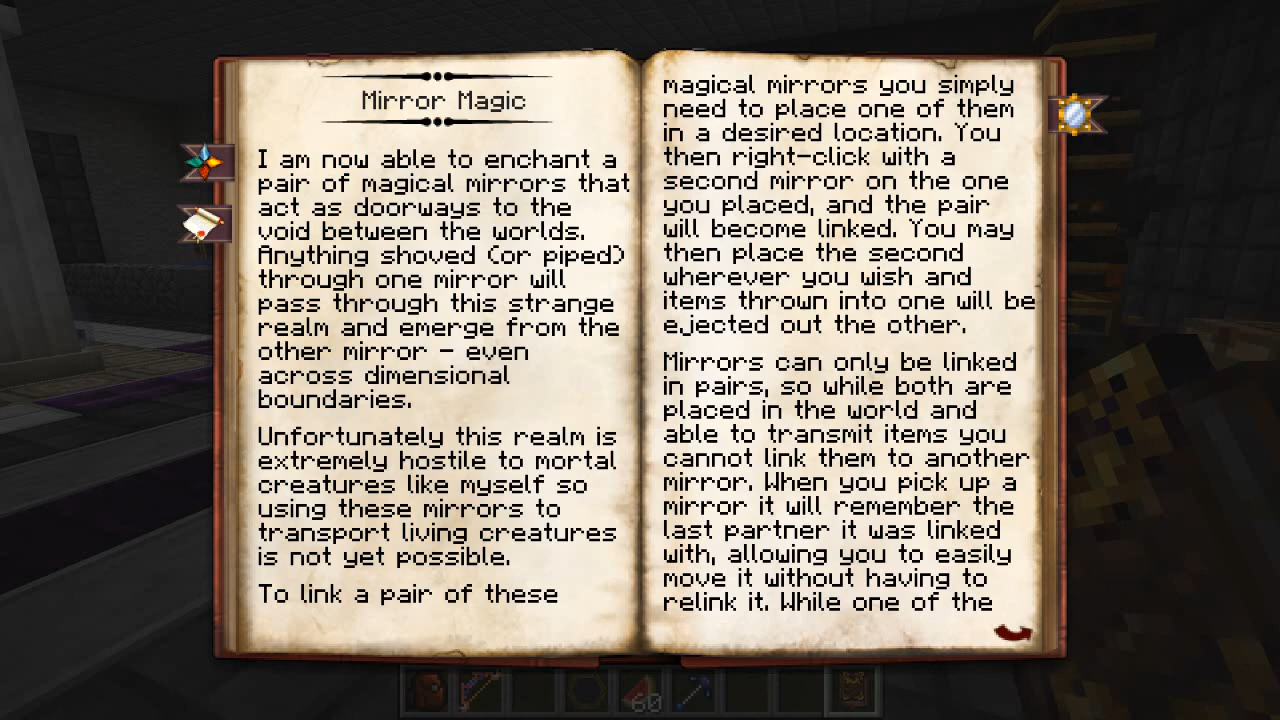 Mirror Magic
I am now able to enchant a
pair of magical mirrors that
act as doorways to the
void between the worlds.
Anything shoved (or piped)
through one mirror will
pass through this strange
realm and emerge from the
other mirror - even
across dimensional
boundaries.
Unfortunately this realm is
extremely hostile to mortal
creatures like myself so
using these mirrors to
transport living creatures
is not yet possible.
To link a pair of these
magical mirrors you simply
need to place one of them
in a desired location. You
then right-click with a
second mirror on the one
you placed, and the pair
will become linked. You may
then place the second
wherever you wish and
items thrown into one will be
ejected out the other.
Mirrors can only be linked
in pairs, so while both are
placed in the world and
able to transmit items you
cannot link them to another
mirror. When you pick up a
mirror it will remember the
last partner it was linked
with, allowing you to easily
move it without having to
relink it. While one of the
60